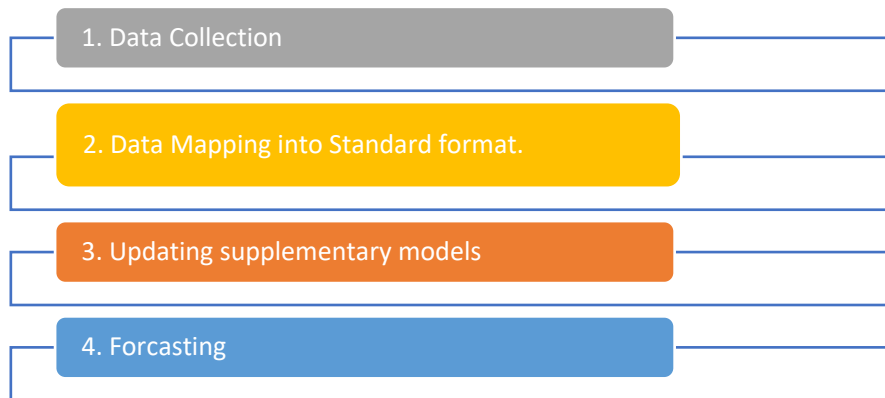 1. Data Collection
2. Data Mapping into Standard format.
3. Updating supplementary models
4. Forcasting